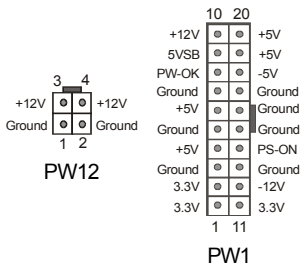 10 20
+12V +5V
5VSB +5V
PW-OK -5V
Ground Ground
+5V Ground
Ground Ground
+5V PS-ON
Ground Ground
3.3V -12V
3.3V 3.3V
1 11
PW1
3 4
+12V +12V
Ground Ground
1 2
PW12